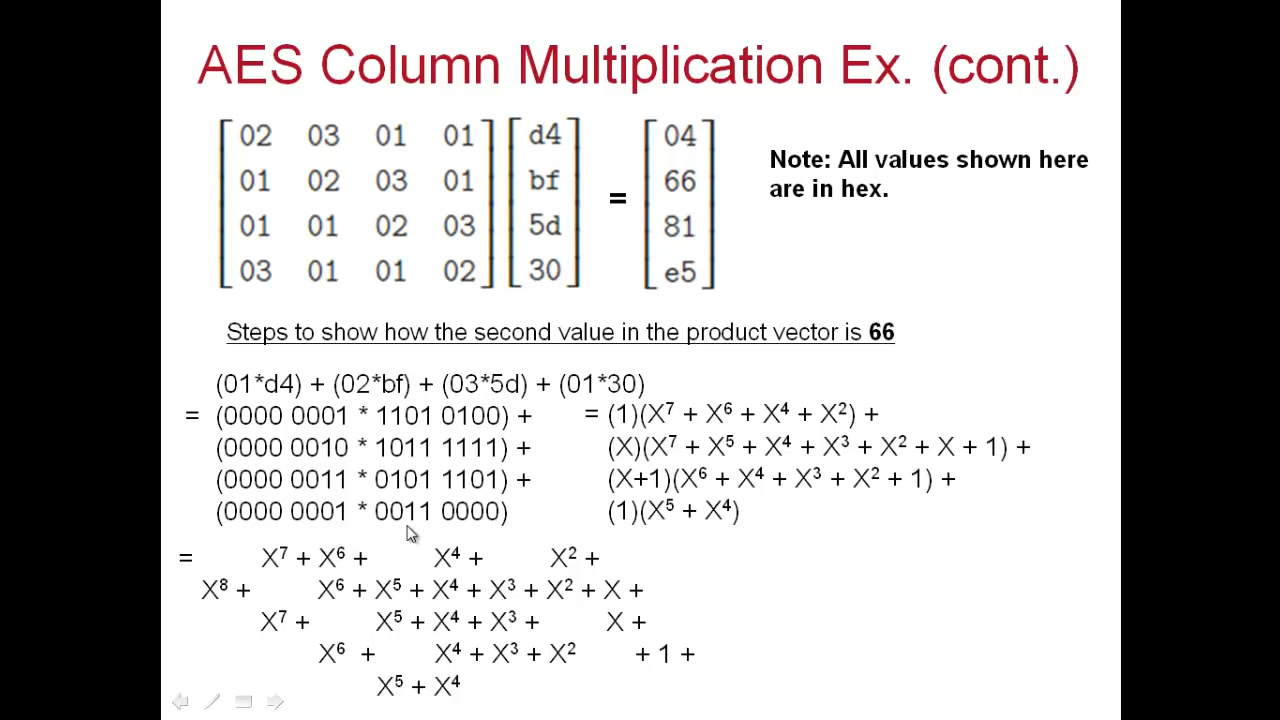 AES Column Multiplication Ex. (cont.)
02 03 01 01 d4 04
01 02 03 01 bf 66
= 
01 01 02 03 5d 81
03 01 01 02 30 e5
Note: All values shown here
are in hex.
Steps to show how the second value in the product vector is 66
(01*d4) + (02*bf) + (03*5d) + (01*30)
= (0000 0001 * 1101 0100) +
(0000 0010 * 1011 1111) +
(0000 0011 * 0101 1101) +
(0000 0001 * 0011 0000)
= (1)(X⁷ + X⁶ + X⁴ + X²) +
(X)(X⁷ + X⁵ + X⁴ + X³ + X² + X + 1) +
(X+1)(X⁶ + X⁴ + X³ + X² + 1) +
(1)(X⁵ + X⁴)
= X⁷ + X⁶ + X⁴ + X² +
X⁸ + X⁶ + X⁵ + X⁴ + X³ + X² + X +
X⁷ + X⁵ + X⁴ + X³ + X +
X⁶ + X⁴ + X³ + X² + 1 +
X⁵ + X⁴